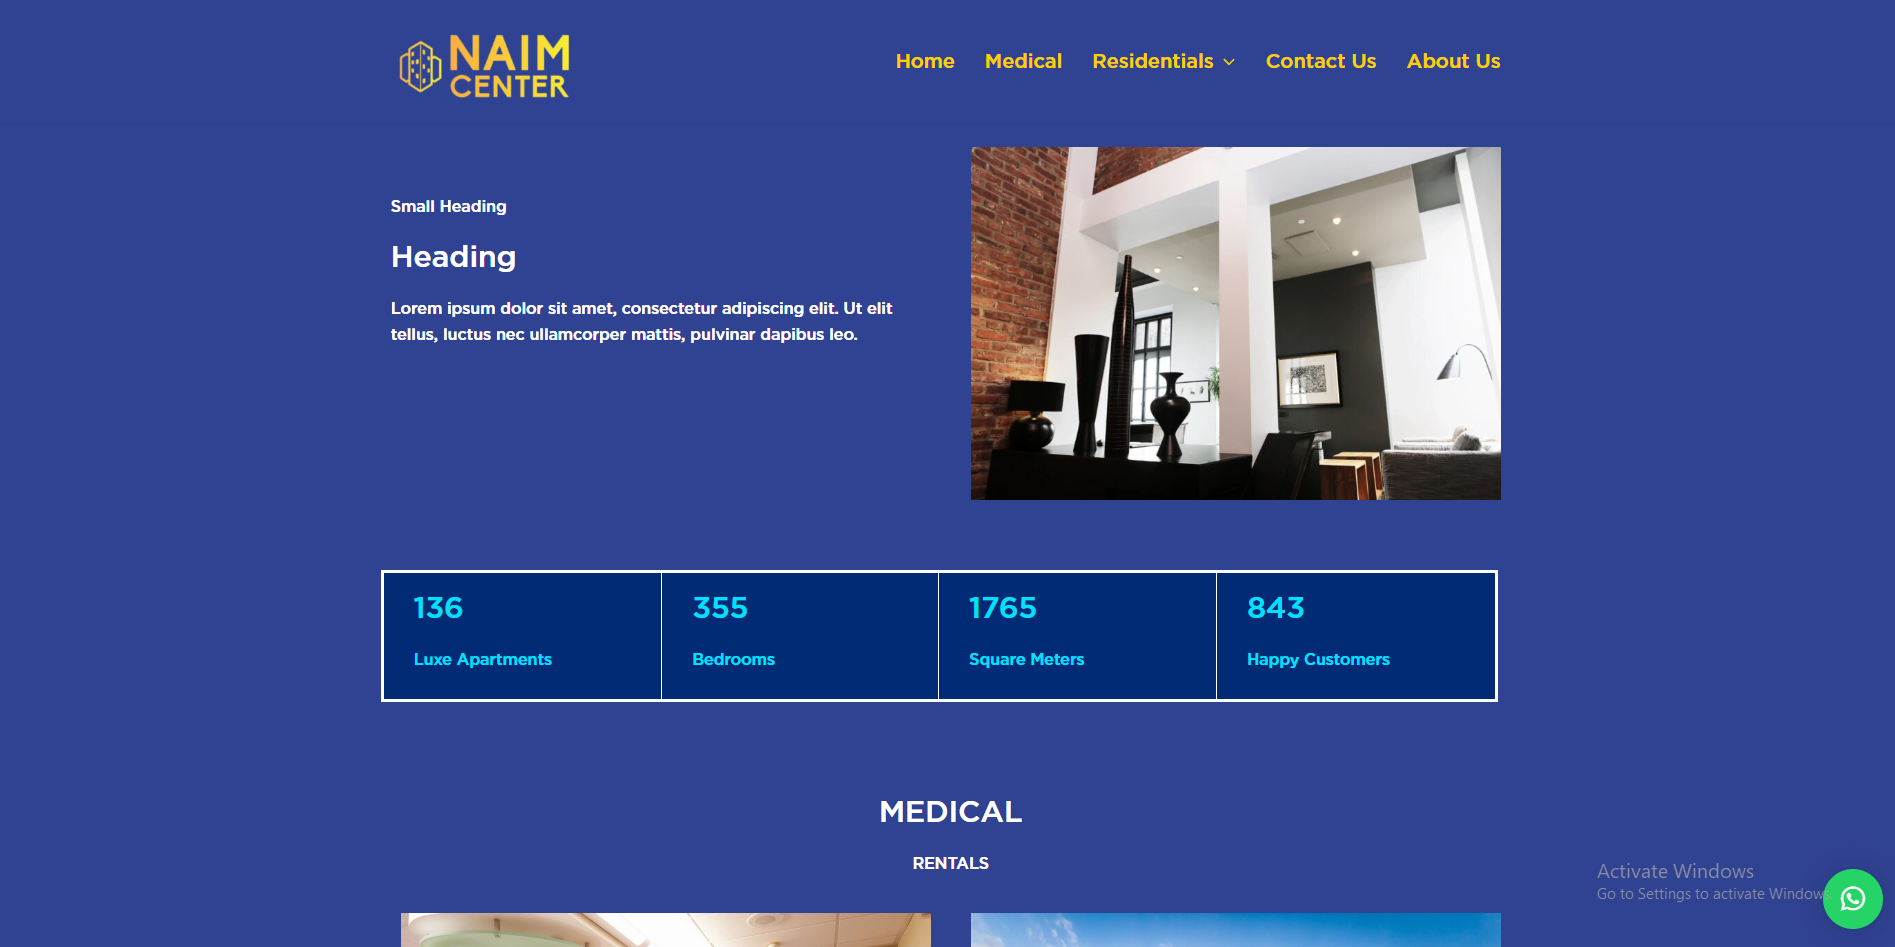 NAIM
CENTER
Home Medical Residentials Contact Us About Us
Small Heading
Heading
Lorem ipsum dolor sit amet, consectetur adipiscing elit. Ut elit
tellus, luctus nec ullamcorper mattis, pulvinar dapibus leo.
136
Luxe Apartments
355
Bedrooms
1765
Square Meters
843
Happy Customers
MEDICAL
RENTALS
Activate Windows
Go to Settings to activate Windows.